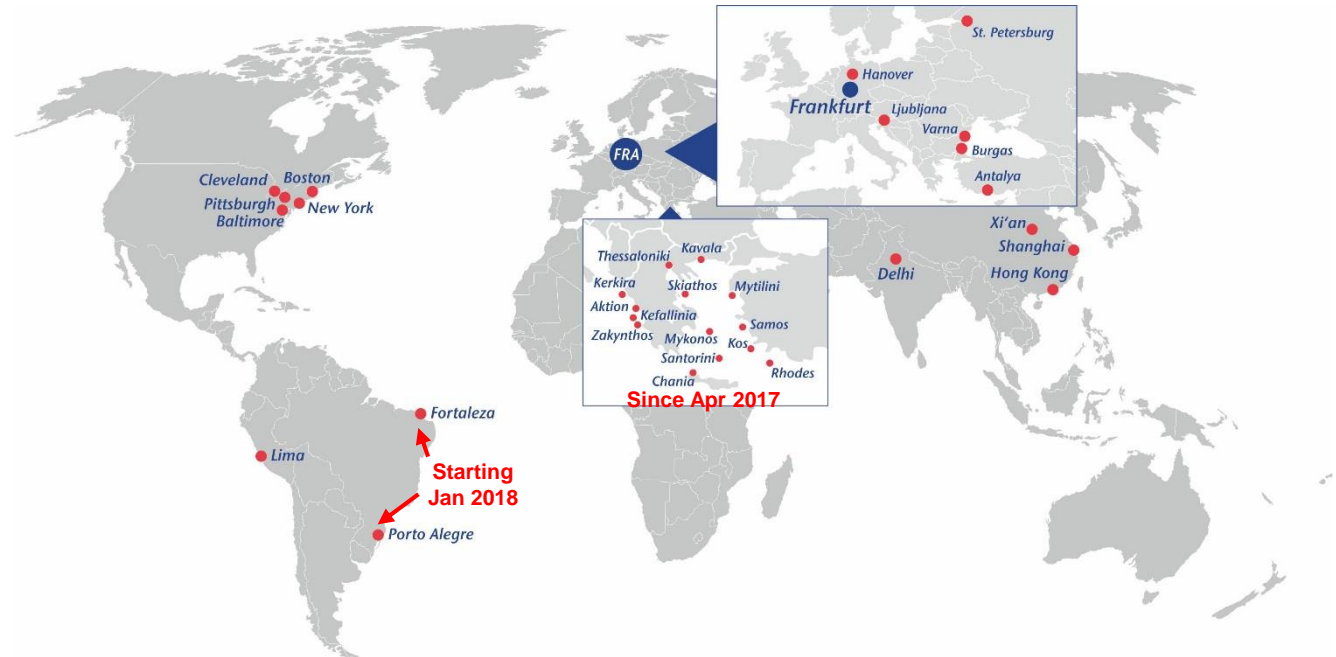 St. Petersburg
Hanover
Frankfurt
Ljubljana
Varna
Burgas
Antalya
FRA
Cleveland
Boston
Pittsburgh
New York
Baltimore
Xi‘an
Shanghai
Delhi
Hong Kong
Kavala
Thessaloniki
Kerkira
Skiathos
Mytilini
Aktion
Kefallinia
Zakynthos
Samos
Mykonos
Kos
Santorini
Rhodes
Chania
Since Apr 2017
Fortaleza
Lima
Starting
Jan 2018
Porto Alegre